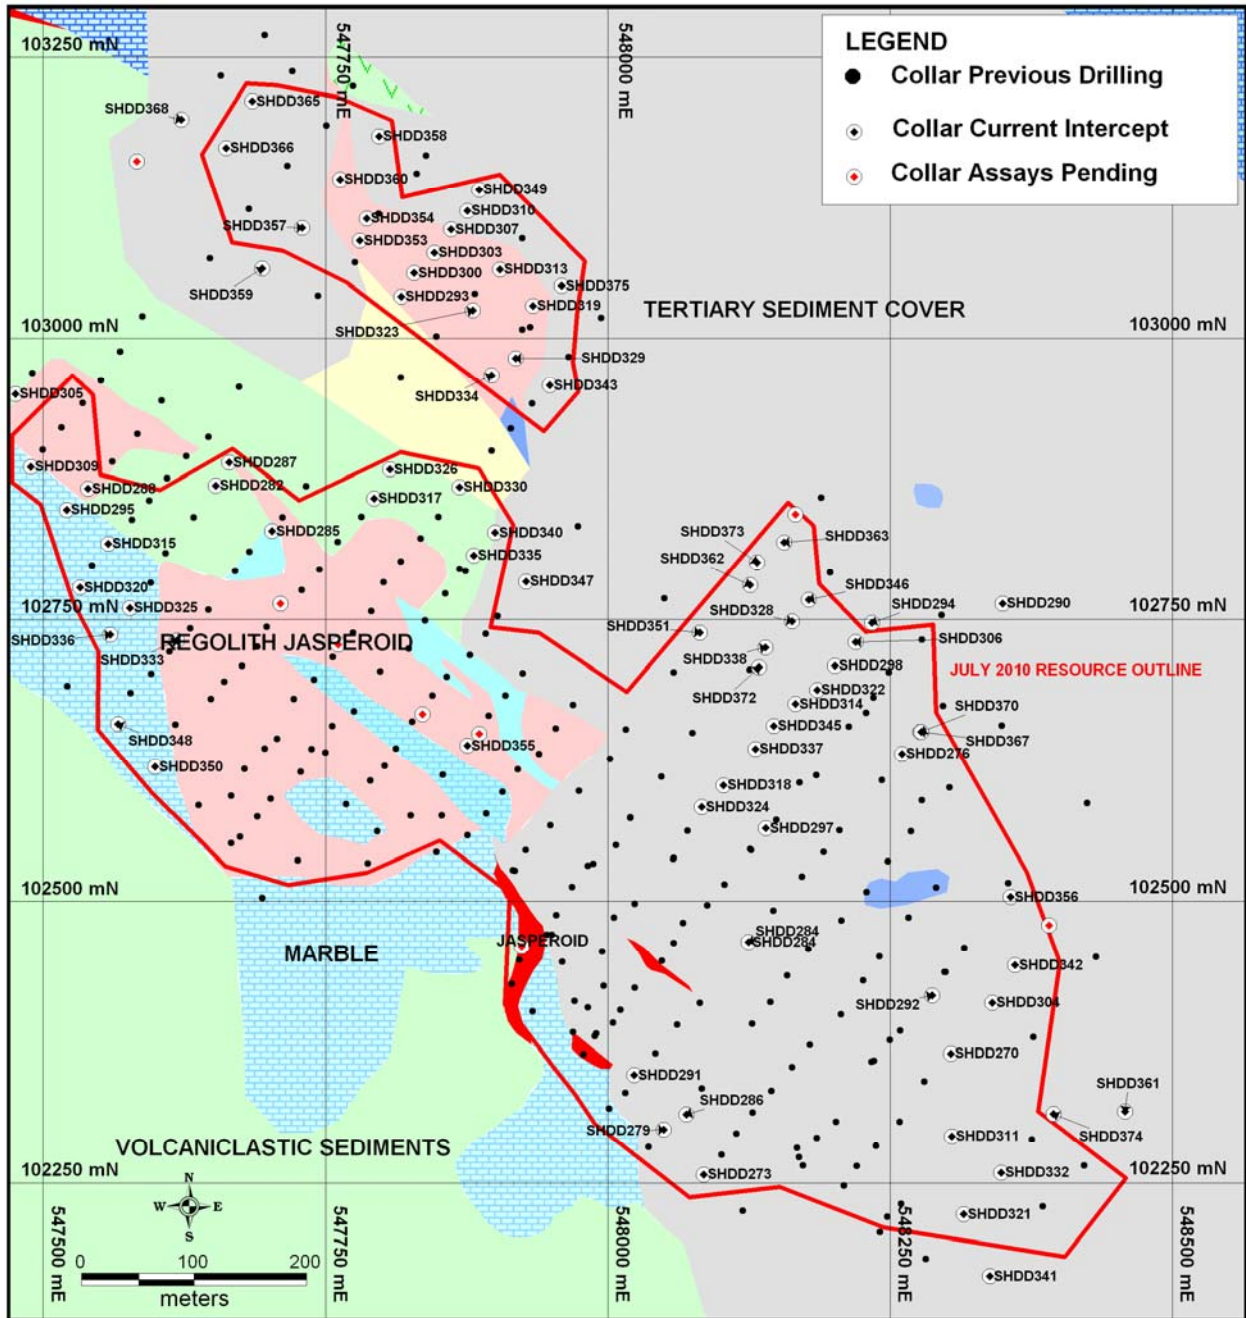 LEGEND
Collar Previous Drilling
Collar Current Intercept
Collar Assays Pending
103250 mN
547750 mE
548000 mE
SHDD368
SHDD365
SHDD358
SHDD366
SHDD360
SHDD349
SHDD310
SHDD354
SHDD357
SHDD307
SHDD353
SHDD303
SHDD300
SHDD313
SHDD359
SHDD375
SHDD293
SHDD319
SHDD323
TERTIARY SEDIMENT COVER
103000 mN
103000 mN
SHDD329
SHDD334
SHDD343
SHDD305
SHDD309
SHDD287
SHDD326
SHDD288
SHDD282
SHDD330
SHDD295
SHDD317
SHDD285
SHDD340
SHDD315
SHDD335
SHDD373
SHDD363
SHDD362
SHDD320
SHDD347
SHDD346
102750 mN
SHDD325
SHDD328
SHDD294
SHDD290
102750 mN
SHDD336
SHDD351
SHDD333
REGOLITH JASPEROID
SHDD306
SHDD338
SHDD298
JULY 2010 RESOURCE OUTLINE
SHDD372
SHDD322
SHDD314
SHDD348
SHDD345
SHDD370
SHDD367
SHDD355
SHDD337
SHDD276
SHDD350
SHDD318
SHDD324
SHDD297
102500 mN
102500 mN
SHDD356
JASPEROID
SHDD284
SHDD284
MARBLE
SHDD342
SHDD292
SHDD304
SHDD270
SHDD291
SHDD361
SHDD286
SHDD279
SHDD311
SHDD374
VOLCANICLASTIC SEDIMENTS
102250 mN
SHDD273
SHDD332
102250 mN
N
W
E
S
SHDD321
0
100
200
meters
SHDD341
547500 mE
547750 mE
548000 mE
548250 mE
548500 mE